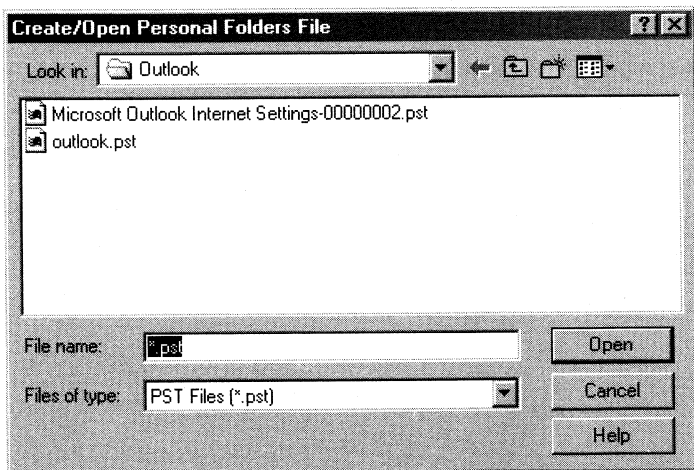 Create/Open Personal Folders File
Look in: Outlook
Microsoft Outlook Internet Settings-00000002.pst
outlook.pst
File name: *.pst Open
Files of type: PST Files (*.pst) Cancel
Help